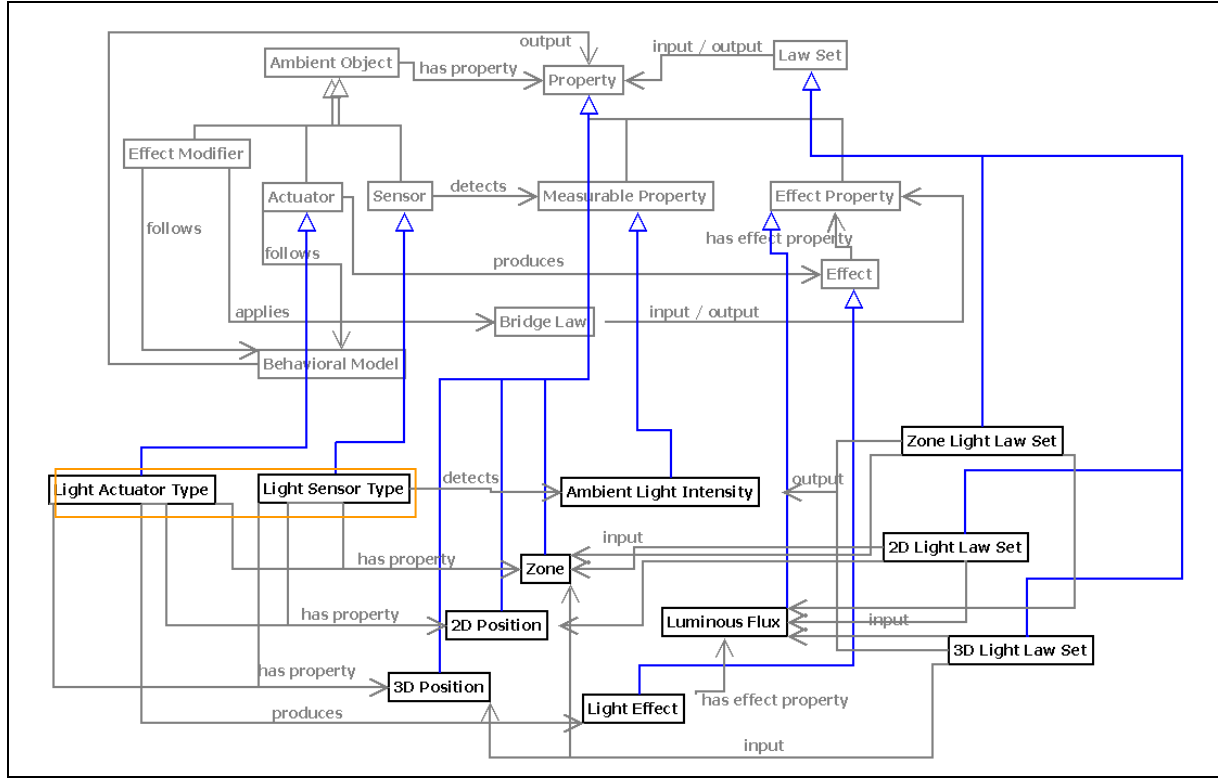 output
input / output
Law Set
Ambient Object
has property
Property
Effect Modifier
Actuator
Sensor
detects
Measurable Property
Effect Property
follows
has effect property
follows
produces
Effect
applies
Bridge Law
input / output
Behavioral Model
Zone Light Law Set
Light Actuator Type
Light Sensor Type
detects
Ambient Light Intensity
output
has property
Zone
input
2D Light Law Set
has property
2D Position
Luminous Flux
input
3D Light Law Set
has property
3D Position
produces
Light Effect
has effect property
input